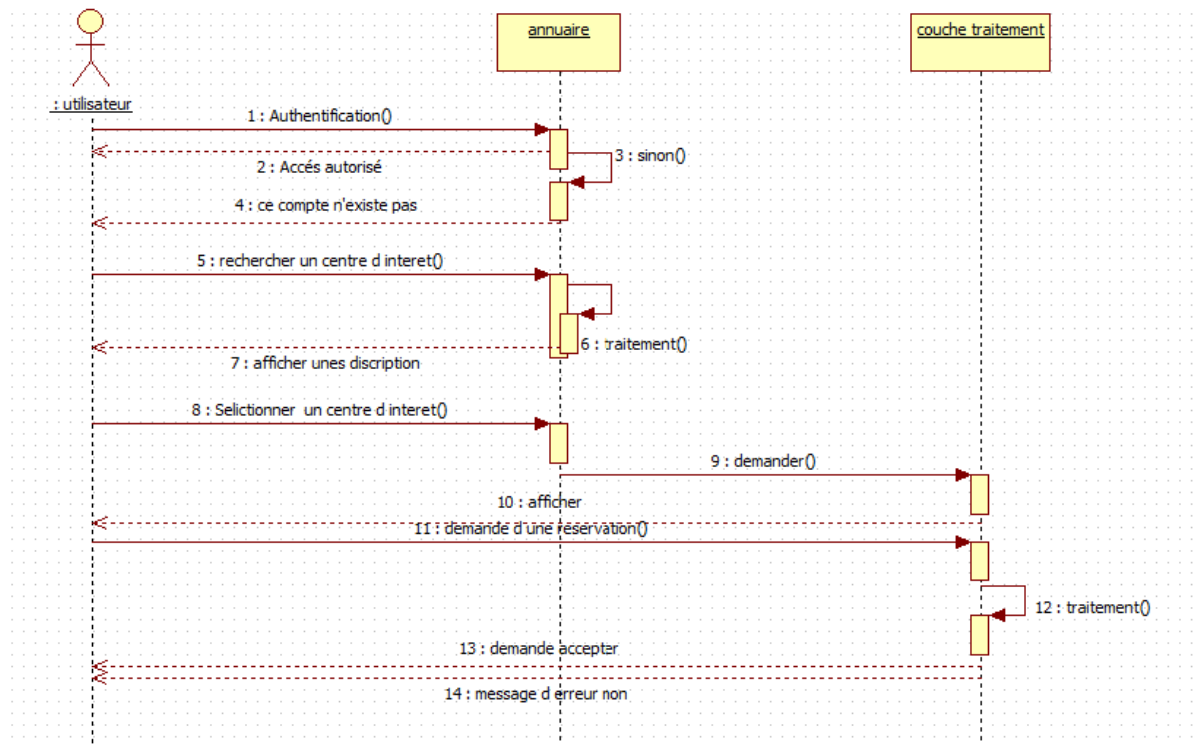 annuaire
couche traitement
: utilisateur
1 : Authentification()
2 : Accés autorisé
3 : sinon()
4 : ce compte n'existe pas
5 : rechercher un centre d interet()
6 : traitement()
7 : afficher unes discription
8 : Selictionner un centre d interet()
9 : demander()
10 : afficher
11 : demande d une reservation()
12 : traitement()
13 : demande accepter
14 : message d erreur non